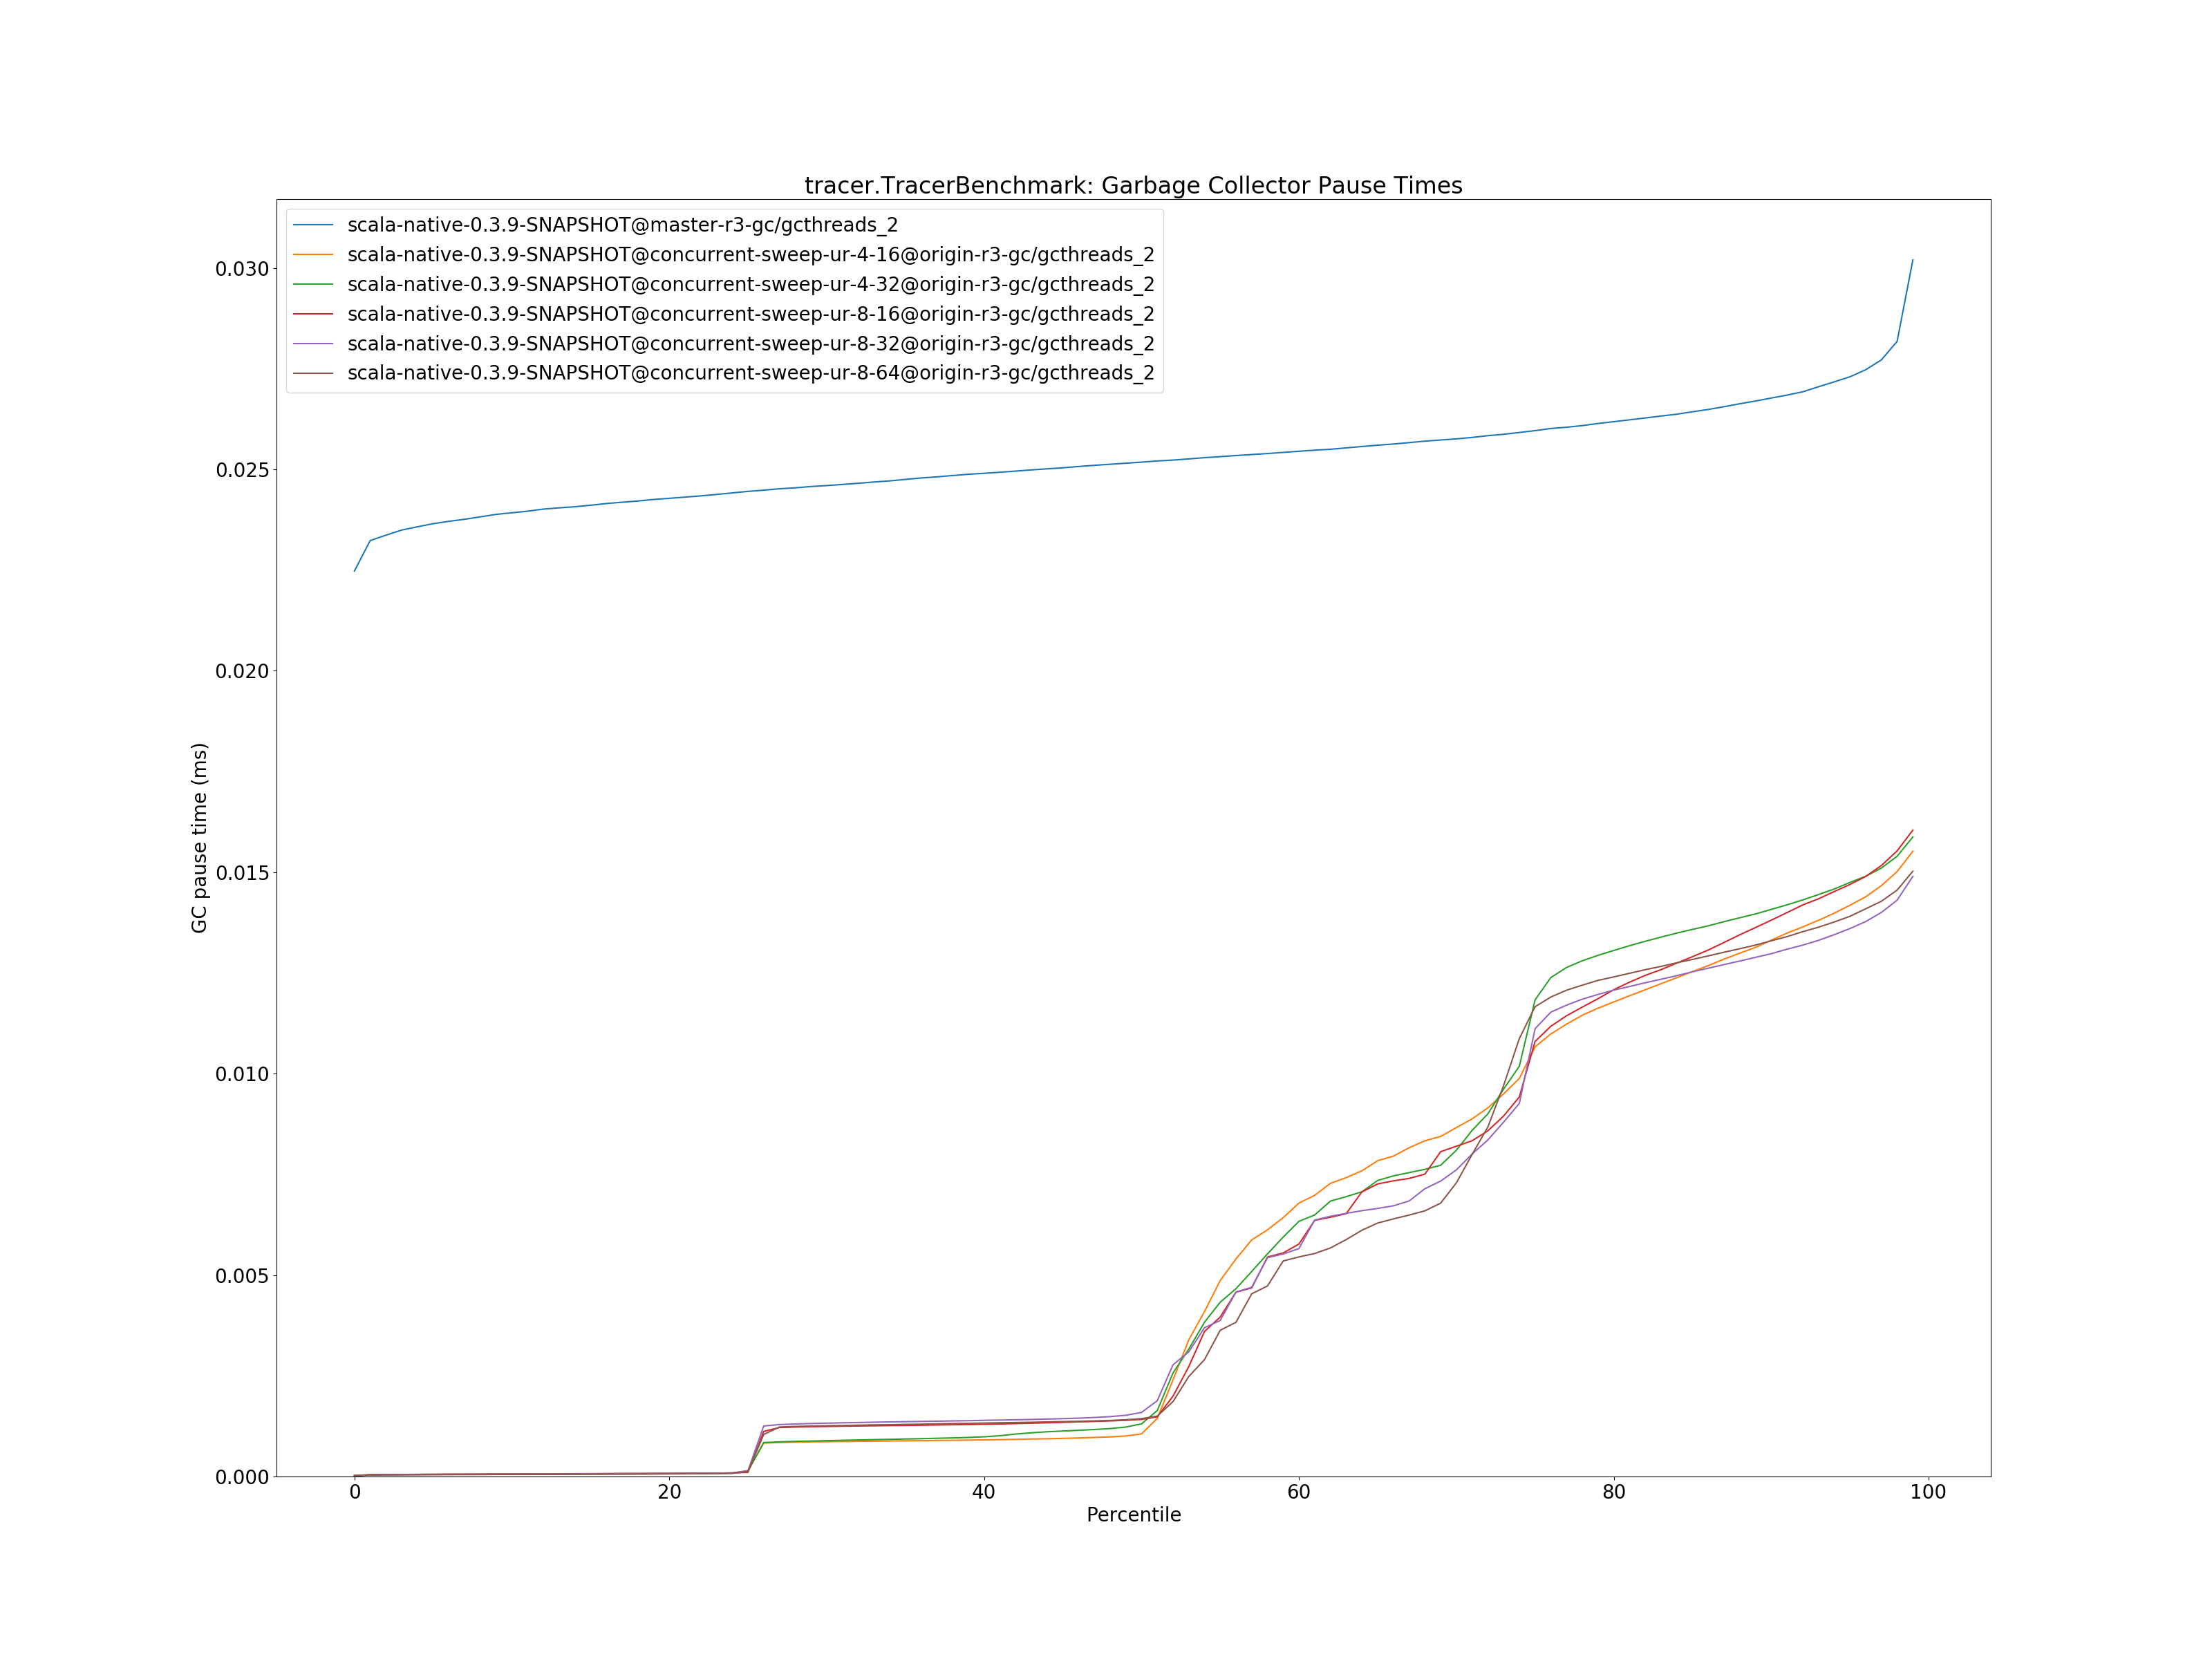 tracer.TracerBenchmark: Garbage Collector Pause Times
scala-native-0.3.9-SNAPSHOT@master-r3-gc/gcthreads_2
scala-native-0.3.9-SNAPSHOT@concurrent-sweep-ur-4-16@origin-r3-gc/gcthreads_2
scala-native-0.3.9-SNAPSHOT@concurrent-sweep-ur-4-32@origin-r3-gc/gcthreads_2
scala-native-0.3.9-SNAPSHOT@concurrent-sweep-ur-8-16@origin-r3-gc/gcthreads_2
scala-native-0.3.9-SNAPSHOT@concurrent-sweep-ur-8-32@origin-r3-gc/gcthreads_2
scala-native-0.3.9-SNAPSHOT@concurrent-sweep-ur-8-64@origin-r3-gc/gcthreads_2
GC pause time (ms)
0.030
0.025
0.020
0.015
0.010
0.005
0.000
0 20 40 60 80 100
Percentile